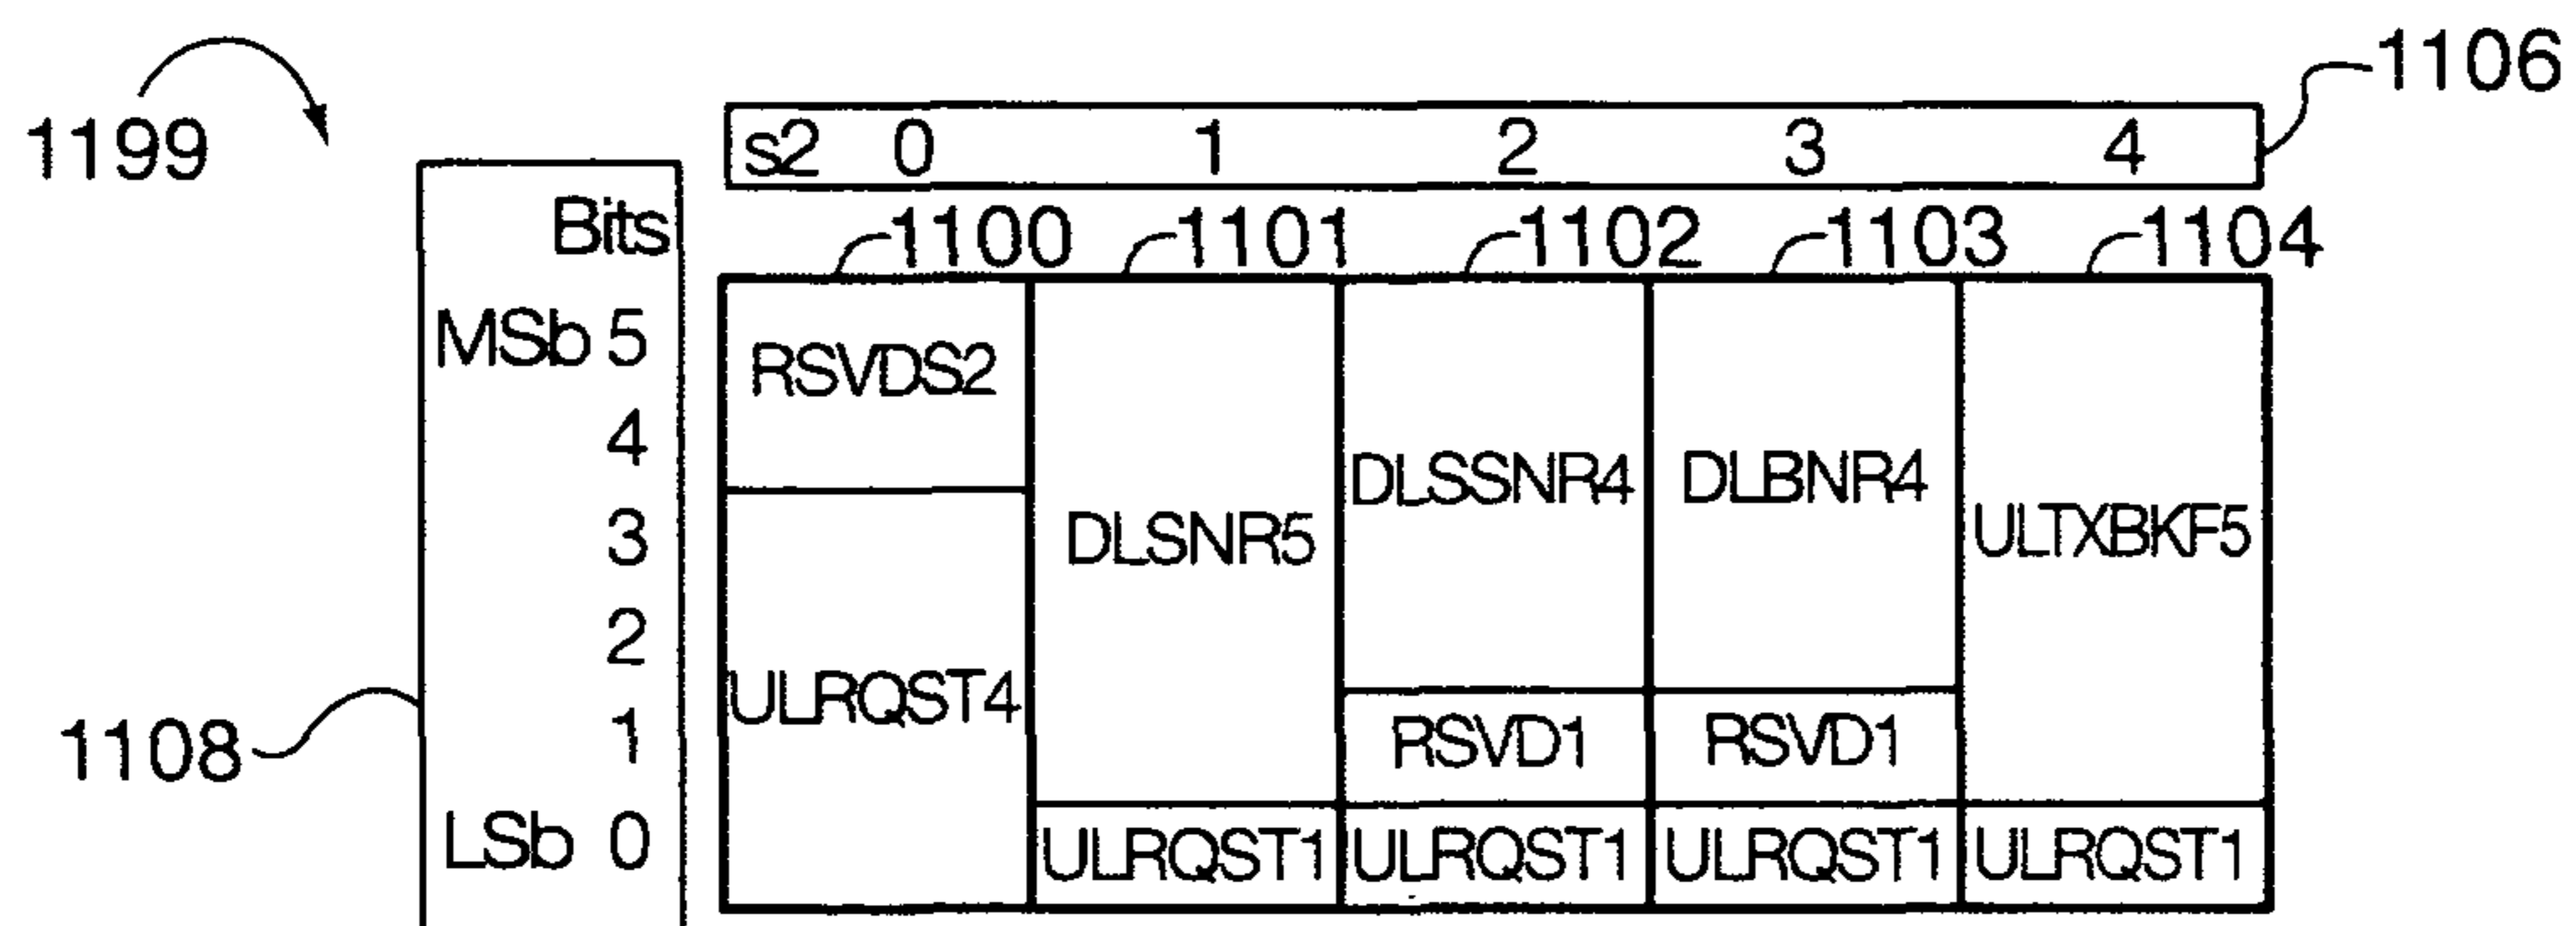 1106
1199
s2 0 1 2 3 4
Bits
1100 1101 1102 1103 1104
MSb 5
RSVDS2
4
DLSSNR4 DLBNR4
3
DLSNR5
ULTXBKF5
2
ULRQST4
1
RSVD1 RSVD1
1108
LSb 0
ULRQST1 ULRQST1 ULRQST1 ULRQST1